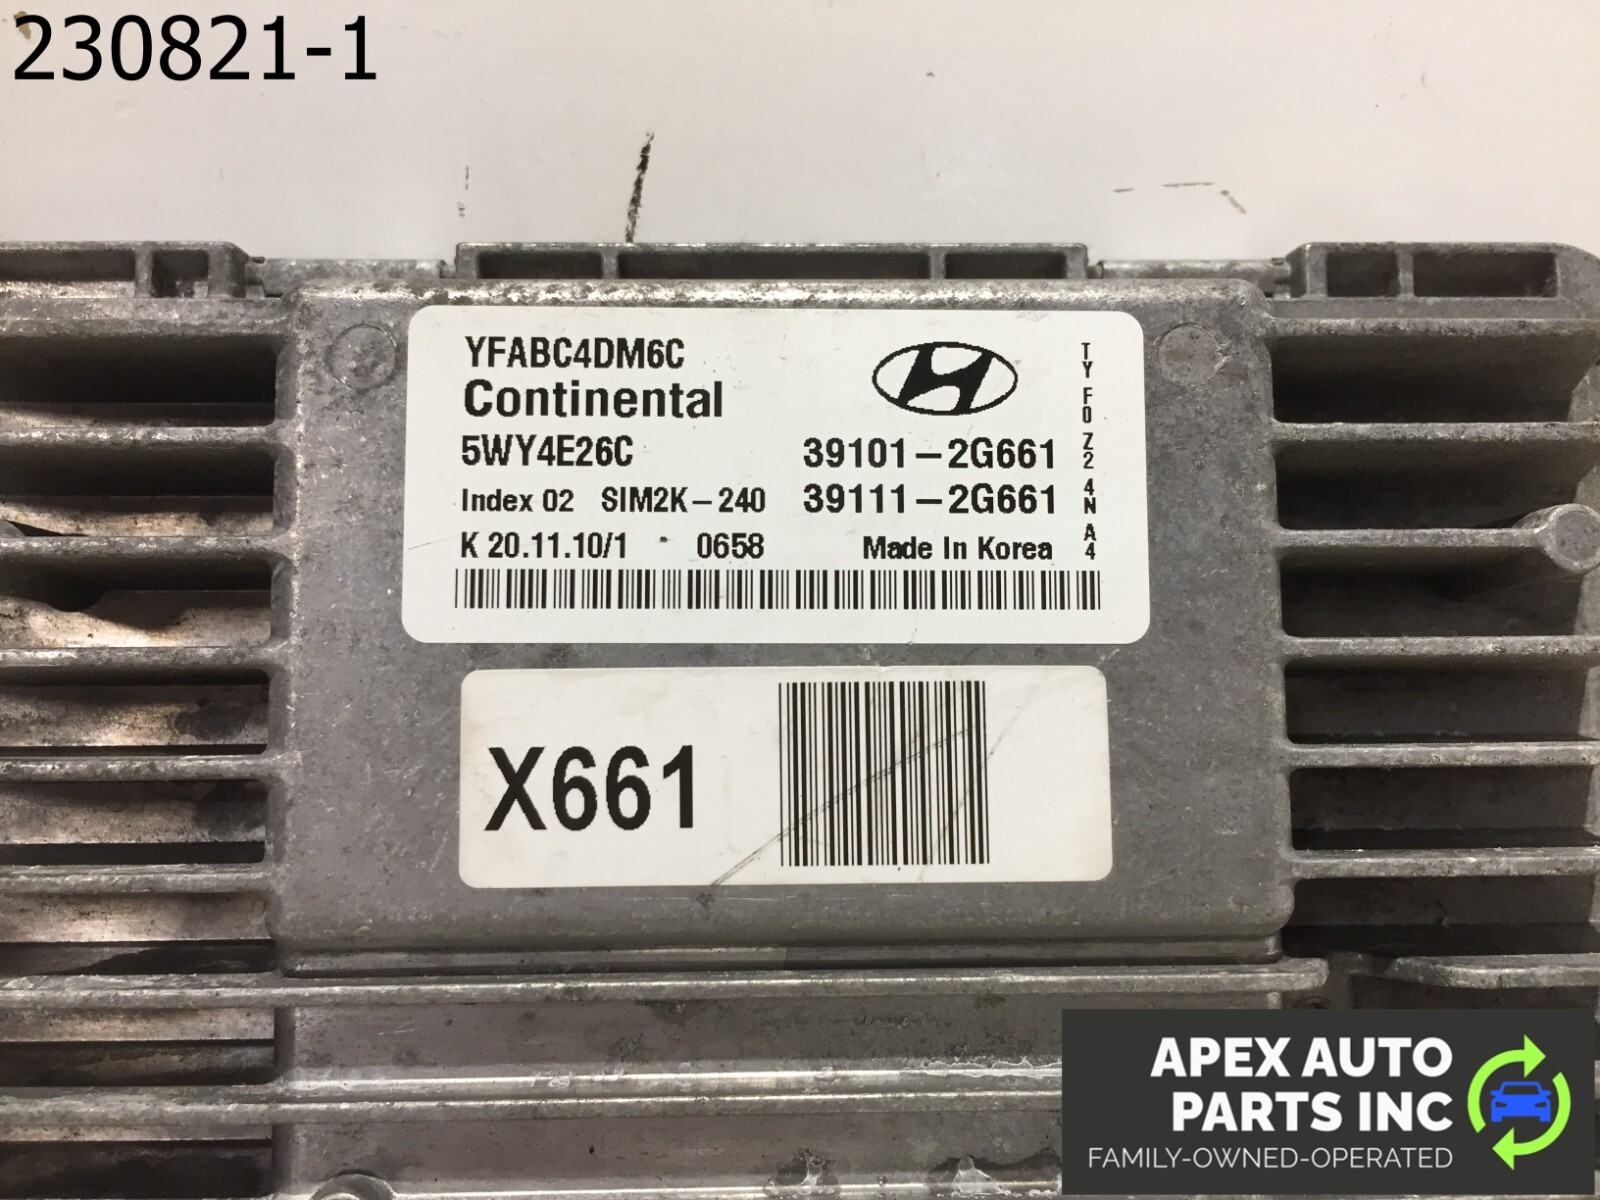 230821-1
YFABC4DM6C
Continental
5WY4E26C 39101-2G661
Index 02 SIM2K-240 39111-2G661
K 20.11.10/1 0658 Made In Korea
TY F0 Z2 4N A4
X661
APEX AUTO
PARTS INC
FAMILY-OWNED-OPERATED